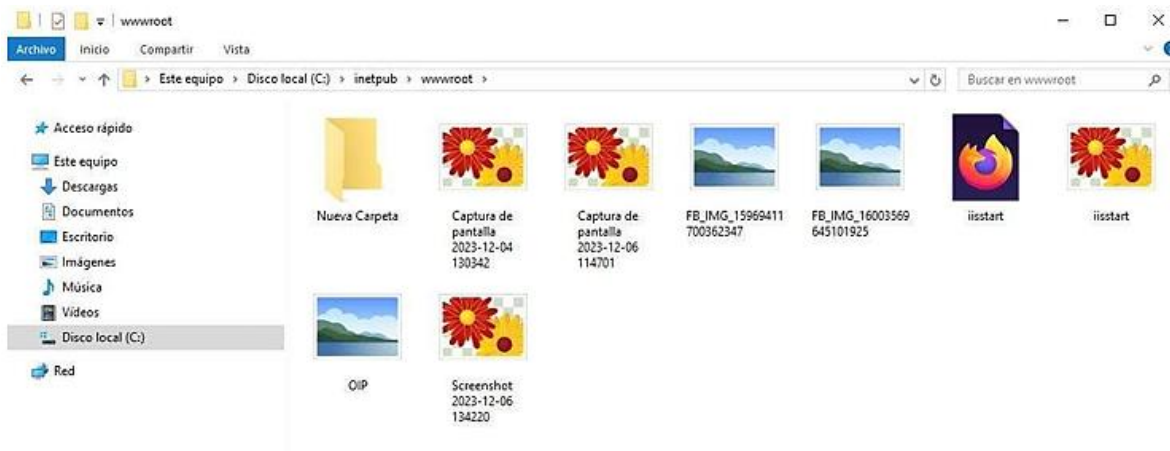 wwwroot
Archivo Inicio Compartir Vista
Este equipo > Disco local (C:) > inetpub > wwwroot >
Buscar en wwwroot
Acceso rápido
Este equipo
Descargas
Documentos
Escritorio
Imágenes
Música
Vídeos
Disco local (C:)
Red
Nueva Carpeta
Captura de
pantalla
2023-12-04
130342
Captura de
pantalla
2023-12-06
114701
FB_IMG_15969411
700362347
FB_IMG_16003569
645101925
iisstart
iisstart
OIP
Screenshot
2023-12-06
134220